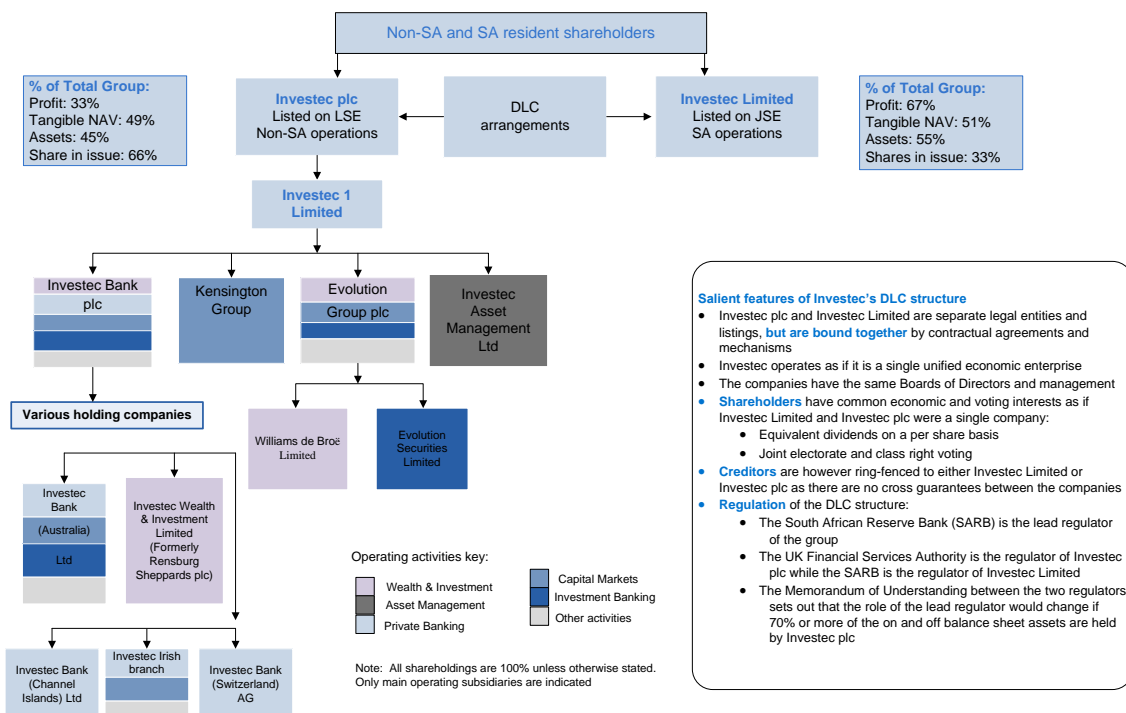 Non-SA and SA resident shareholders
% of Total Group:
Profit: 33%
Tangible NAV: 49%
Assets: 45%
Share in issue: 66%
Investec plc
Listed on LSE
Non-SA operations
DLC
arrangements
Investec Limited
Listed on JSE
SA operations
% of Total Group:
Profit: 67%
Tangible NAV: 51%
Assets: 55%
Shares in issue: 33%
Investec 1
Limited
Investec Bank
plc
Kensington
Group
Evolution
Group plc
Investec
Asset
Management
Ltd
Various holding companies
Williams de Broë
Limited
Evolution
Securities
Limited
Investec
Bank
(Australia)
Ltd
Investec Wealth
& Investment
Limited
(Formerly
Rensburg
Sheppards plc)
Investec Bank
(Channel
Islands) Ltd
Investec Irish
branch
Investec Bank
(Switzerland)
AG
Operating activities key:
Wealth & Investment
Asset Management
Private Banking
Capital Markets
Investment Banking
Other activities
Note: All shareholdings are 100% unless otherwise stated.
Only main operating subsidiaries are indicated
Salient features of Investec's DLC structure
• Investec plc and Investec Limited are separate legal entities and
listings, but are bound together by contractual agreements and
mechanisms
• Investec operates as if it is a single unified economic enterprise
• The companies have the same Boards of Directors and management
• Shareholders have common economic and voting interests as if
Investec Limited and Investec plc were a single company:
• Equivalent dividends on a per share basis
• Joint electorate and class right voting
• Creditors are however ring-fenced to either Investec Limited or
Investec plc as there are no cross guarantees between the companies
• Regulation of the DLC structure:
• The South African Reserve Bank (SARB) is the lead regulator
of the group
• The UK Financial Services Authority is the regulator of Investec
plc while the SARB is the regulator of Investec Limited
• The Memorandum of Understanding between the two regulators
sets out that the role of the lead regulator would change if
70% or more of the on and off balance sheet assets are held
by Investec plc